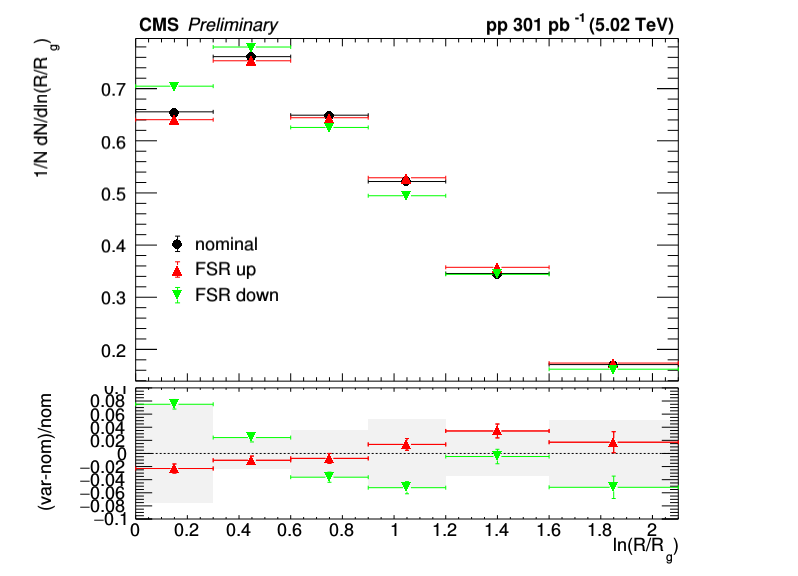 CMS Preliminary pp 301 pb⁻¹ (5.02 TeV)
1/N dN/dln(R/R_g)
0.7
0.6
0.5
0.4
0.3
0.2
nominal
FSR up
FSR down
(var-nom)/nom
0.1
0.08
0.06
0.04
0.02
0
−0.02
−0.04
−0.06
−0.08
−0.1
0 0.2 0.4 0.6 0.8 1 1.2 1.4 1.6 1.8 2
ln(R/R_g)